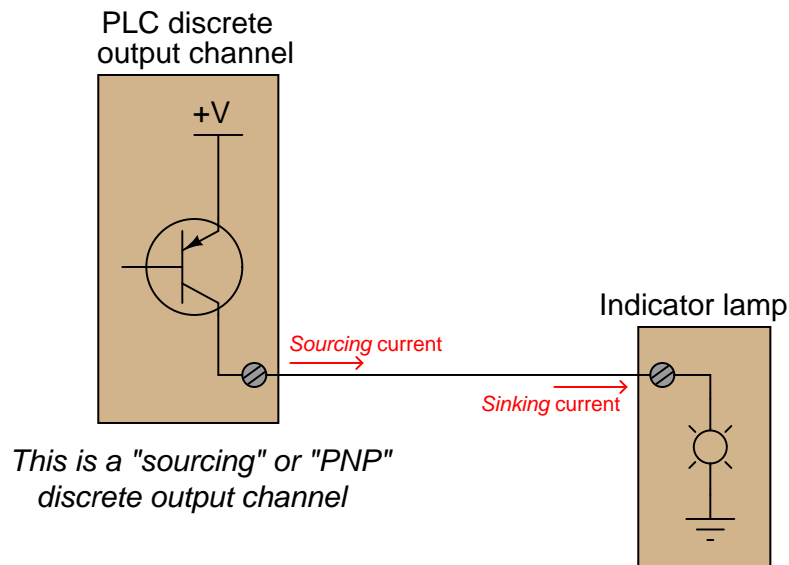 PLC discrete
output channel
+V
Sourcing current
Indicator lamp
Sinking current
This is a "sourcing" or "PNP"
discrete output channel